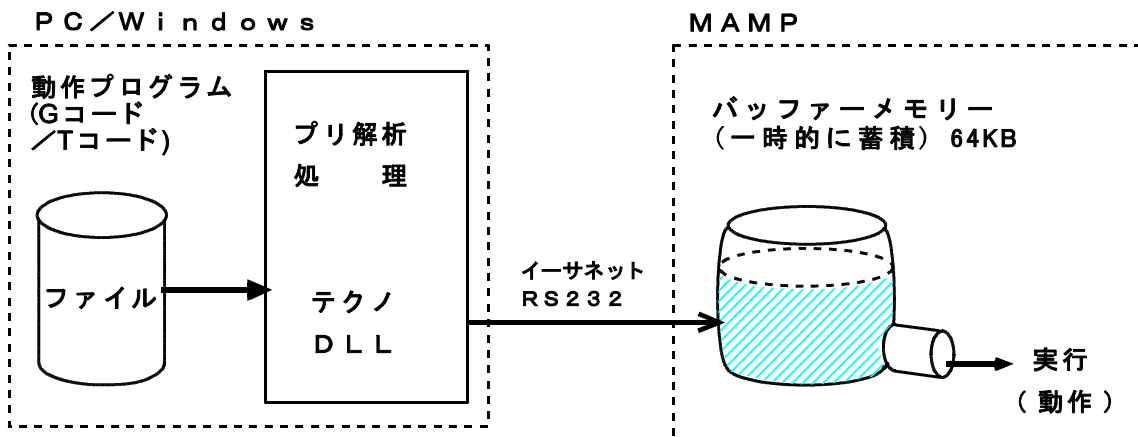 PC/Windows
動作プログラム
(Gコード
/Tコード)
ファイル
プリ解析
処 理
テクノ
DLL
イーサネット
RS232
MAMP
バッファーメモリー
(一時的に蓄積) 64KB
実行
(動作)